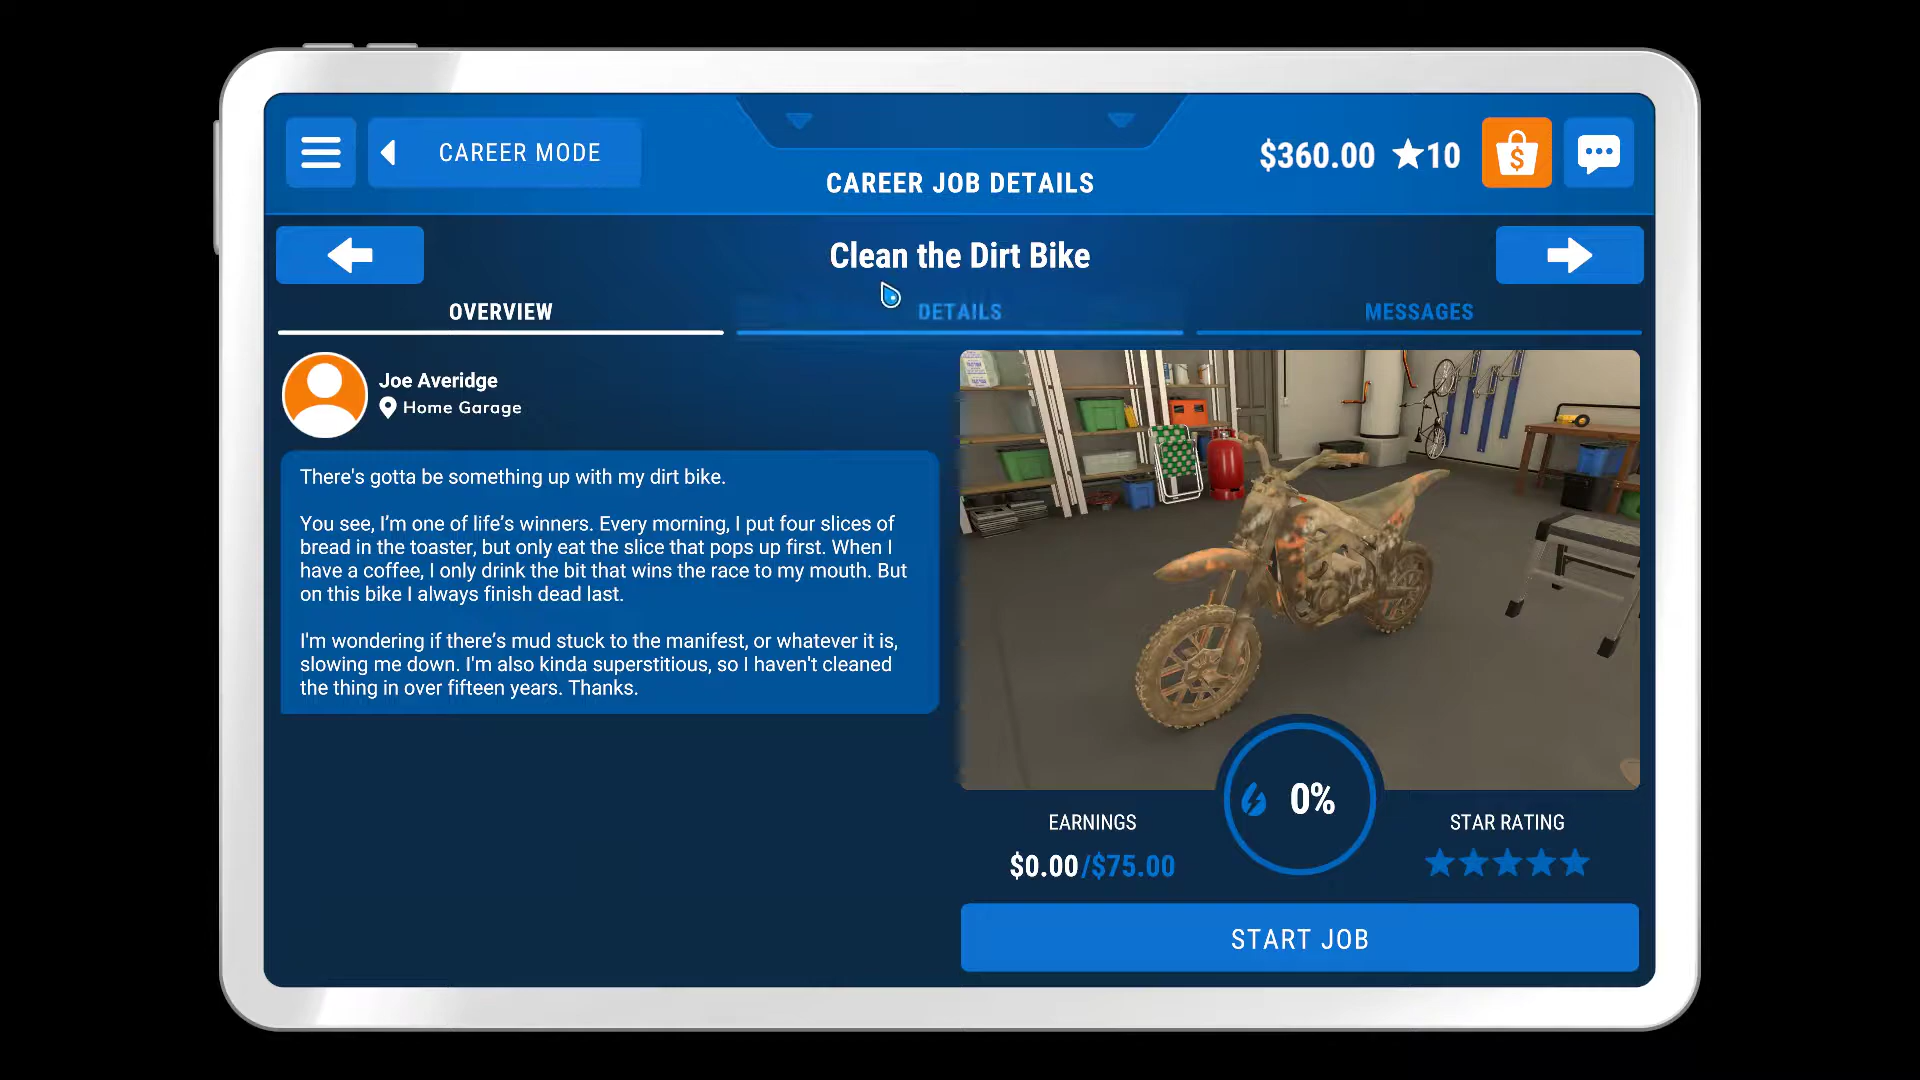 CAREER MODE
CAREER JOB DETAILS
$360.00 ★10
Clean the Dirt Bike
OVERVIEW
DETAILS
MESSAGES
Joe Averidge
Home Garage
There's gotta be something up with my dirt bike.
You see, I’m one of life’s winners. Every morning, I put four slices of
bread in the toaster, but only eat the slice that pops up first. When I
have a coffee, I only drink the bit that wins the race to my mouth. But
on this bike I always finish dead last.
I'm wondering if there’s mud stuck to the manifest, or whatever it is,
slowing me down. I'm also kinda superstitious, so I haven't cleaned
the thing in over fifteen years. Thanks.
0%
EARNINGS
$0.00/$75.00
STAR RATING
START JOB